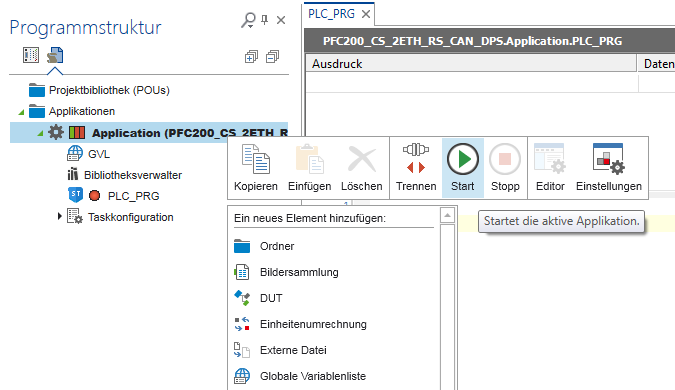 Programmstruktur
Projektbibliothek (POUs)
Applikationen
Application (PFC200_CS_2ETH_R
GVL
Bibliotheksverwalter
ST
PLC_PRG
Taskkonfiguration
PLC_PRG
PFC200_CS_2ETH_RS_CAN_DPS.Application.PLC_PRG
Ausdruck
Daten
Kopieren
Einfügen
Löschen
Trennen
Start
Stopp
Editor
Einstellungen
1
Startet die aktive Applikation.
Ein neues Element hinzufügen:
Ordner
Bildersammlung
DUT
Einheitenumrechnung
Externe Datei
Globale Variablenliste